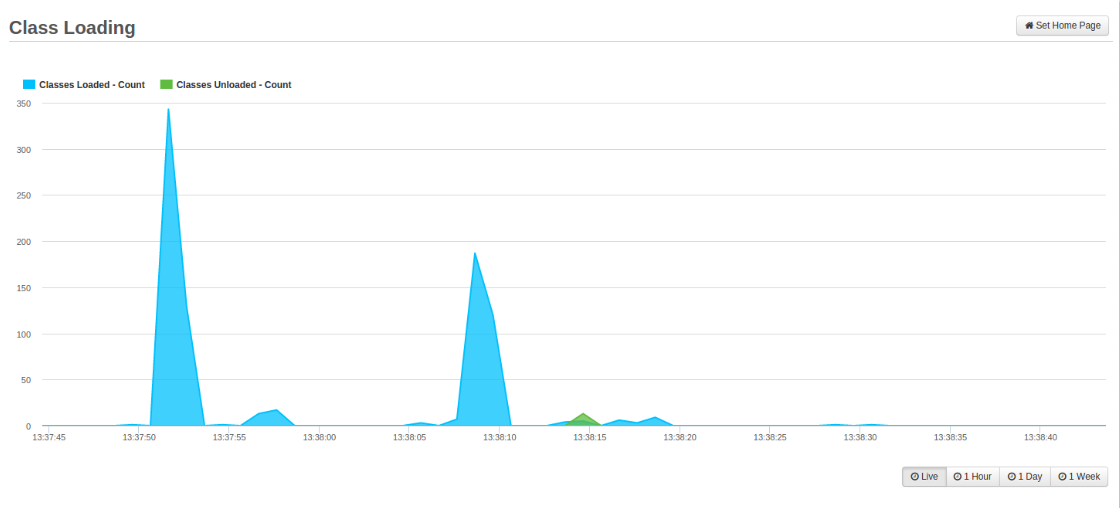 Class Loading
Set Home Page
Classes Loaded - Count Classes Unloaded - Count
350
300
250
200
150
100
50
0
13:37:45 13:37:50 13:37:55 13:38:00 13:38:05 13:38:10 13:38:15 13:38:20 13:38:25 13:38:30 13:38:35 13:38:40
Live 1 Hour 1 Day 1 Week